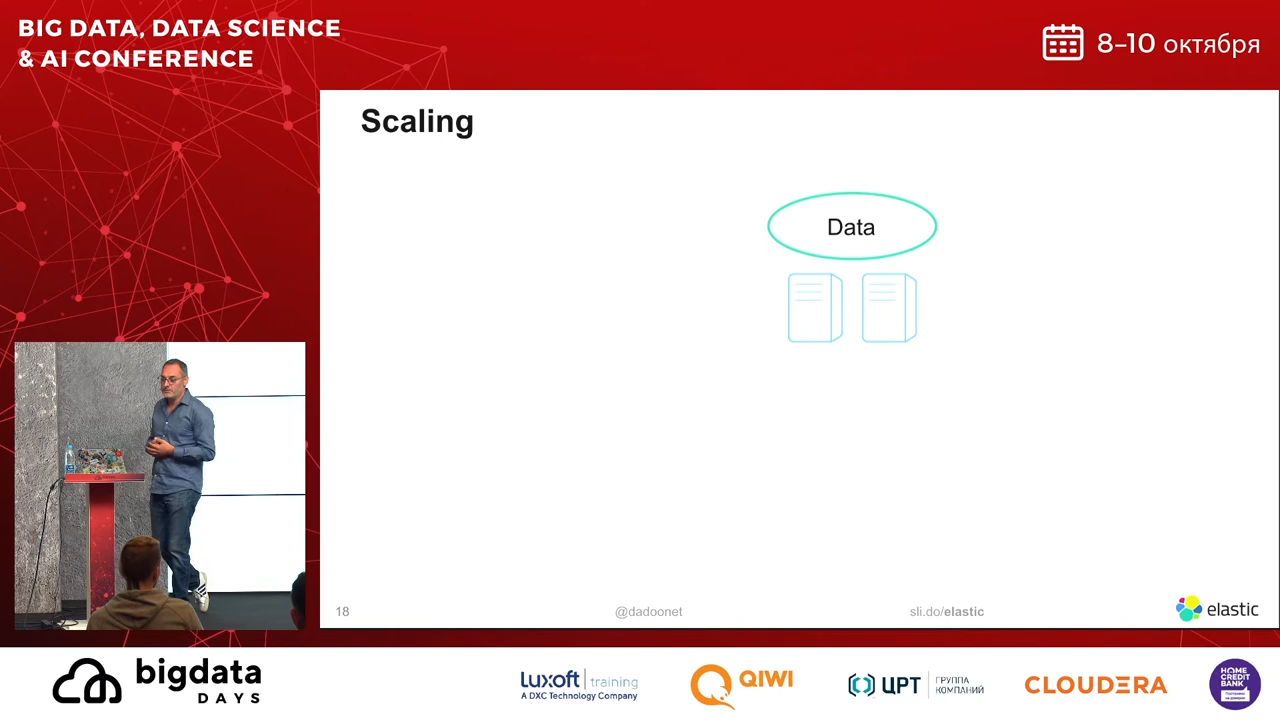 BIG DATA, DATA SCIENCE
& AI CONFERENCE
8–10 октября
Scaling
Data
18
@dadoonet
sli.do/elastic
elastic
bigdata
DAYS
luxoft training
A DXC Technology Company
QIWI
ЦРТ
ГРУППА
КОМПАНИЙ
CLOUDERA
HOME
CREDIT
BANK